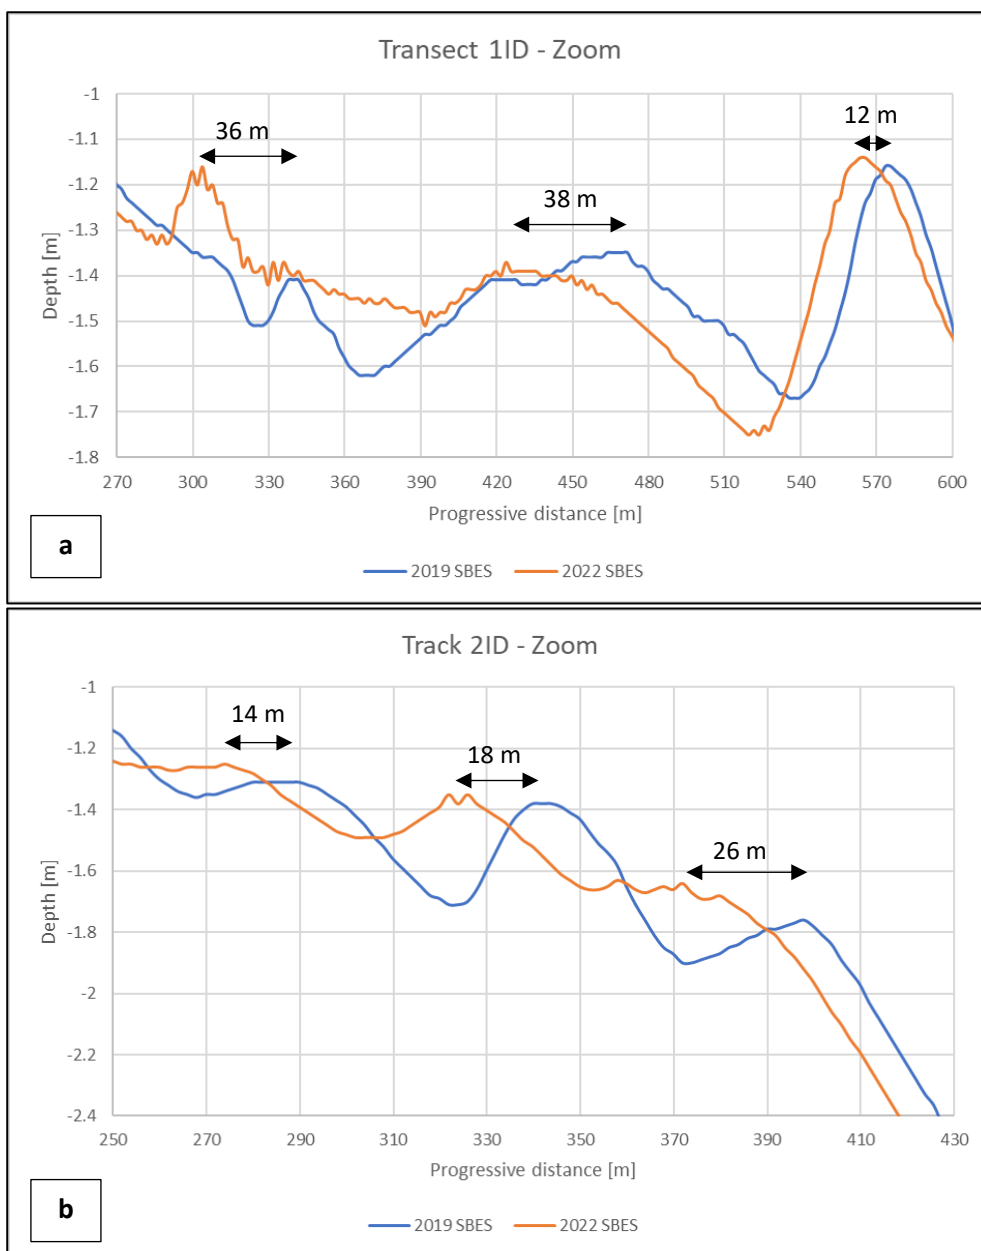 Transect 1ID - Zoom
-1
-1.1
-1.2
-1.3
-1.4
-1.5
-1.6
-1.7
-1.8
Depth [m]
36 m
38 m
12 m
270 300 330 360 390 420 450 480 510 540 570 600
Progressive distance [m]
a
2019 SBES 2022 SBES
Track 2ID - Zoom
-1
-1.2
-1.4
-1.6
-1.8
-2
-2.2
-2.4
Depth [m]
14 m
18 m
26 m
250 270 290 310 330 350 370 390 410 430
Progressive distance [m]
b
2019 SBES 2022 SBES